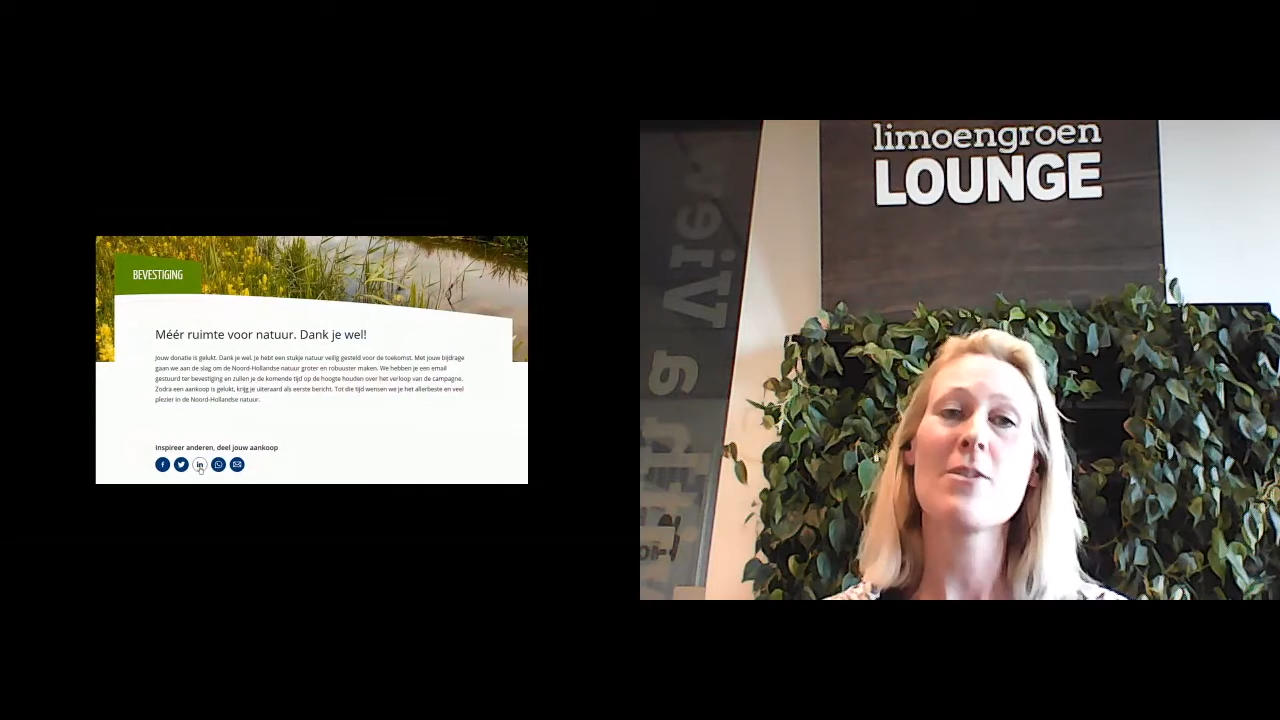 BEVESTIGING
Méér ruimte voor natuur. Dank je wel!
Jouw donatie is gelukt. Dank je wel. Je hebt een stukje natuur veilig gesteld voor de toekomst. Met jouw bijdrage
gaan we aan de slag om de Noord-Hollandse natuur groter en robuuster maken. We hebben je een email
gestuurd ter bevestiging en zullen je de komende tijd op de hoogte houden over het verloop van de campagne.
Zodra een aankoop is gelukt, krijg je uiteraard als eerste bericht. Tot die tijd wensen we je het allerbeste en veel
plezier in de Noord-Hollandse natuur.
Inspireer anderen, deel jouw aankoop
f
in
limoengroen
LOUNGE